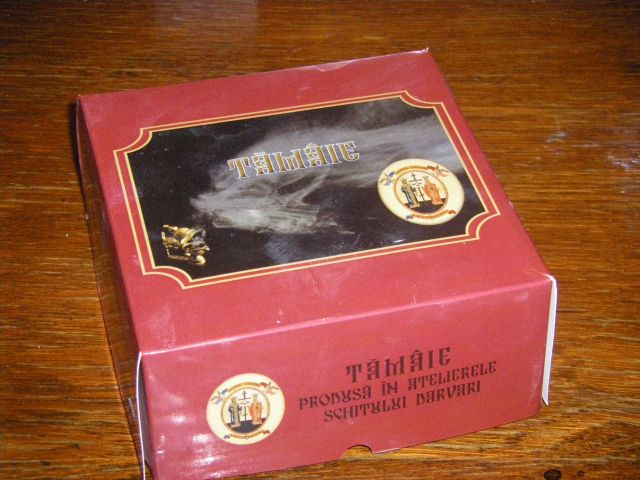 TĂMÂIE
TĂMÂIE
PRODUSĂ ÎN ATELIERELE
SCHITULUI DARVARI